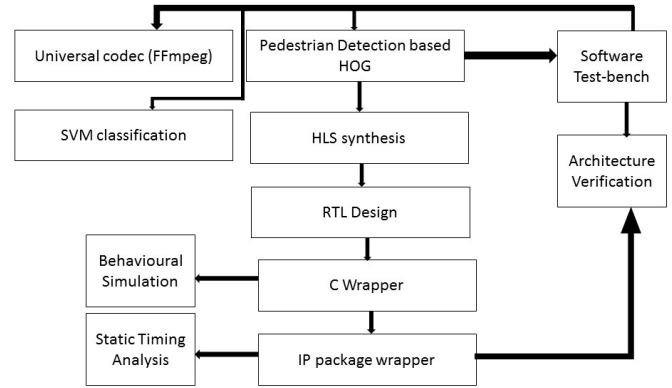 Universal codec (FFmpeg)
Pedestrian Detection based
HOG
Software
Test-bench
SVM classification
HLS synthesis
Architecture
Verification
RTL Design
Behavioural
Simulation
C Wrapper
Static Timing
Analysis
IP package wrapper